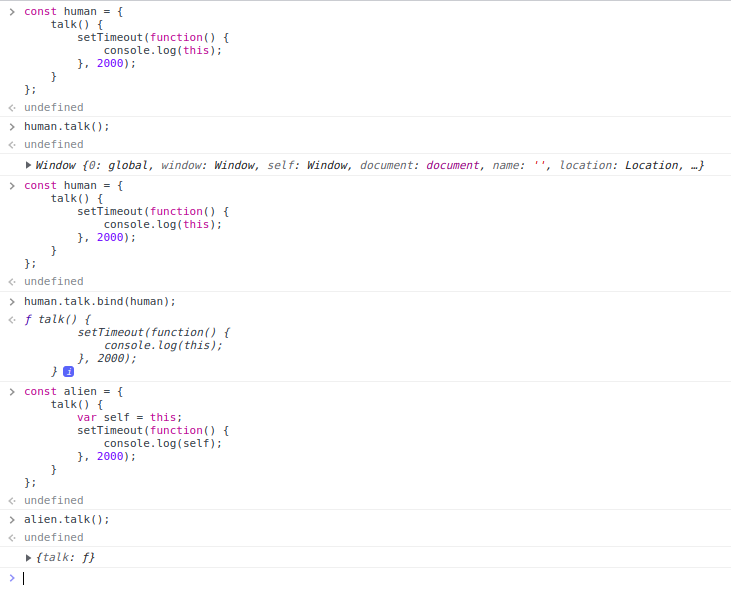 const human = {
    talk() {
        setTimeout(function() {
            console.log(this);
        }, 2000);
    }
};
undefined
human.talk();
undefined
Window {0: global, window: Window, self: Window, document: document, name: '', location: Location, …}
const human = {
    talk() {
        setTimeout(function() {
            console.log(this);
        }, 2000);
    }
};
undefined
human.talk.bind(human);
ƒ talk() {
        setTimeout(function() {
            console.log(this);
        }, 2000);
    } i
const alien = {
    talk() {
        var self = this;
        setTimeout(function() {
            console.log(self);
        }, 2000);
    }
};
undefined
alien.talk();
undefined
{talk: ƒ}